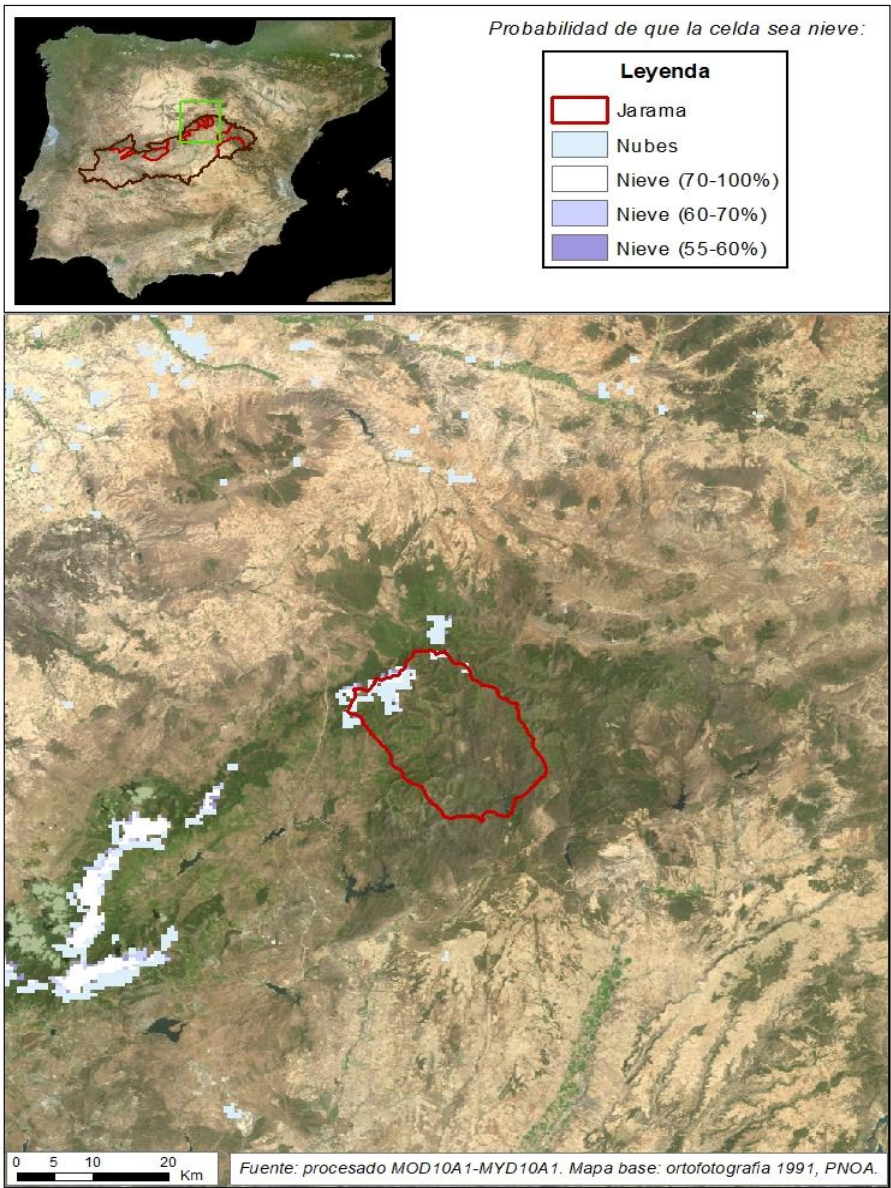 Probabilidad de que la celda sea nieve:
Leyenda
Jarama
Nubes
Nieve (70-100%)
Nieve (60-70%)
Nieve (55-60%)
0 5 10 20
Km
Fuente: procesado MOD10A1-MYD10A1. Mapa base: ortofotografía 1991, PNOA.